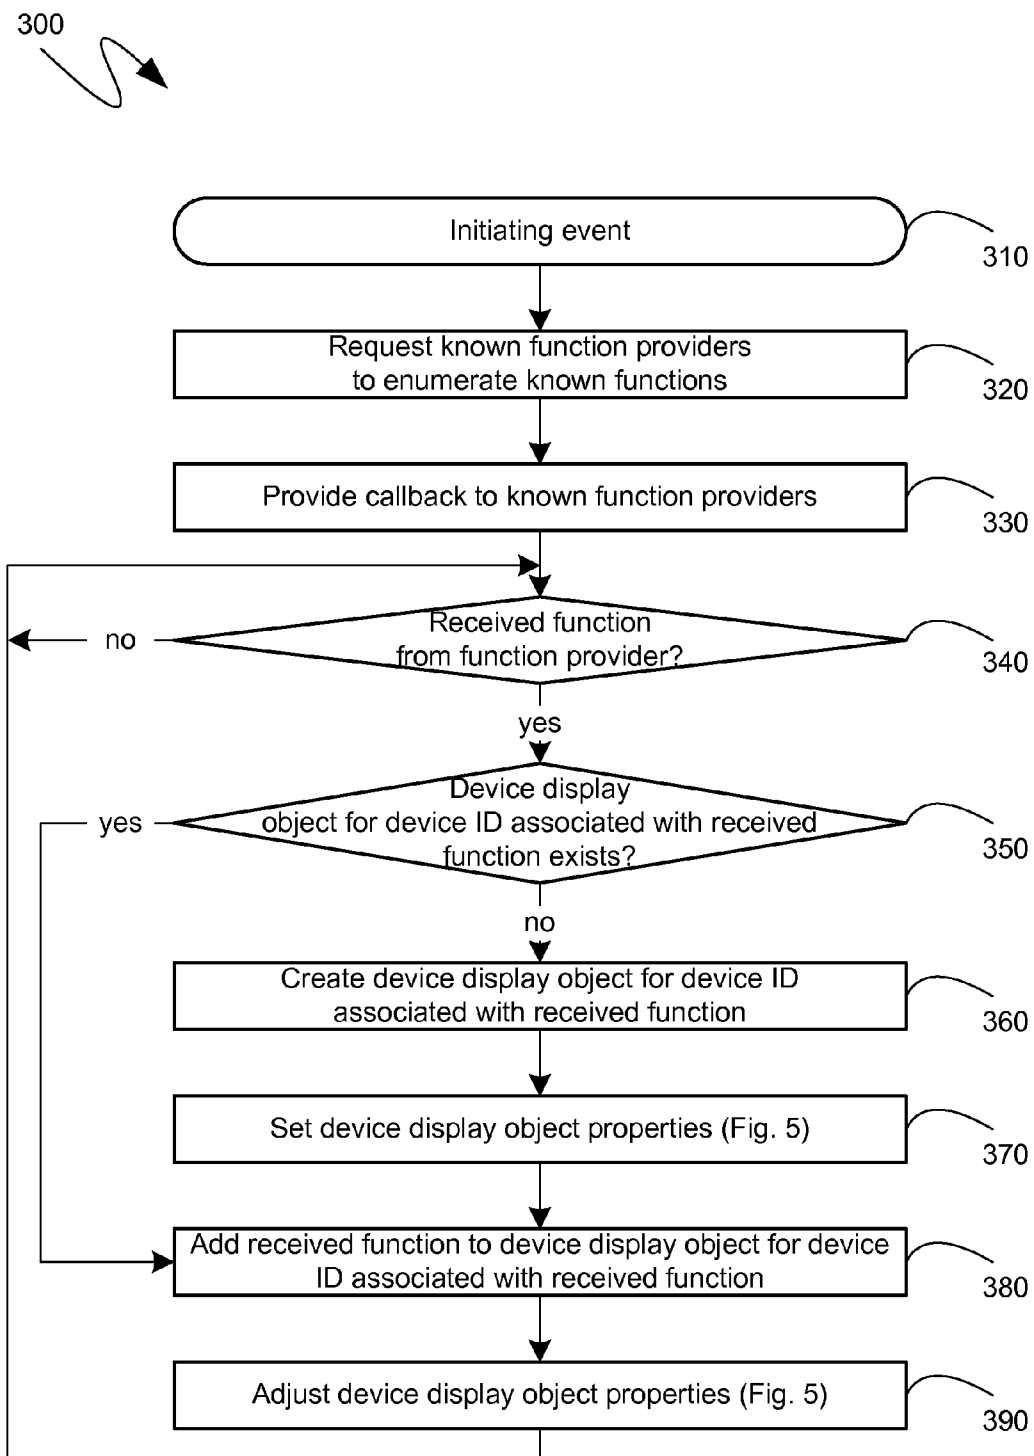 300
Initiating event
310
Request known function providers
to enumerate known functions
320
Provide callback to known function providers
330
no
Received function
from function provider?
340
yes
yes
Device display
object for device ID associated with received
function exists?
350
no
Create device display object for device ID
associated with received function
360
Set device display object properties (Fig. 5)
370
Add received function to device display object for device
ID associated with received function
380
Adjust device display object properties (Fig. 5)
390